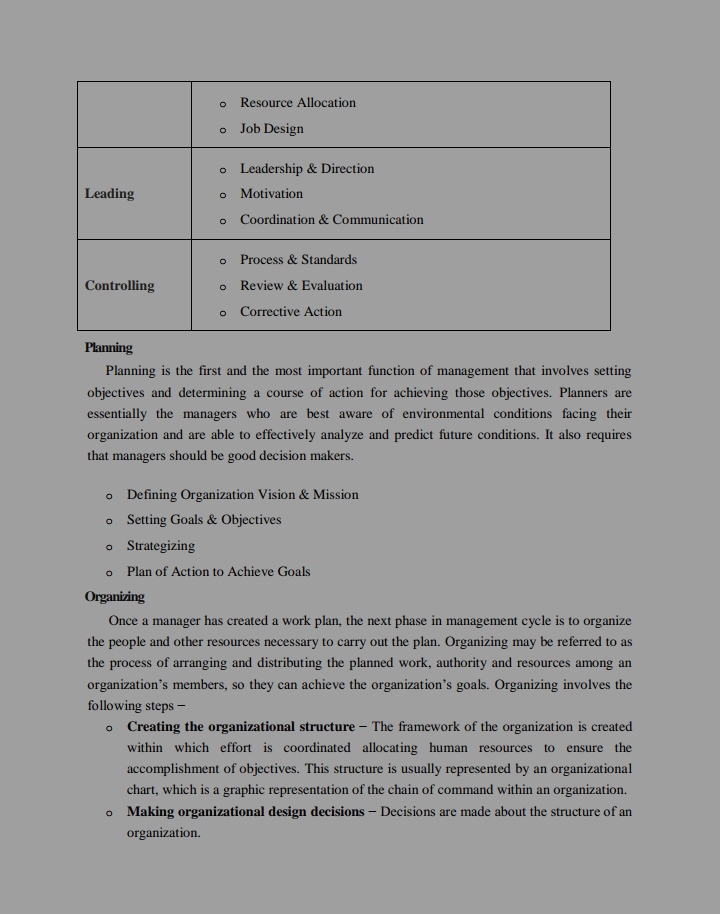 o Resource Allocation
o Job Design
Leading
o Leadership & Direction
o Motivation
o Coordination & Communication
Controlling
o Process & Standards
o Review & Evaluation
o Corrective Action
Planning
Planning is the first and the most important function of management that involves setting
objectives and determining a course of action for achieving those objectives. Planners are
essentially the managers who are best aware of environmental conditions facing their
organization and are able to effectively analyze and predict future conditions. It also requires
that managers should be good decision makers.
o Defining Organization Vision & Mission
o Setting Goals & Objectives
o Strategizing
o Plan of Action to Achieve Goals
Organizing
Once a manager has created a work plan, the next phase in management cycle is to organize
the people and other resources necessary to carry out the plan. Organizing may be referred to as
the process of arranging and distributing the planned work, authority and resources among an
organization’s members, so they can achieve the organization’s goals. Organizing involves the
following steps −
o Creating the organizational structure − The framework of the organization is created
within which effort is coordinated allocating human resources to ensure the
accomplishment of objectives. This structure is usually represented by an organizational
chart, which is a graphic representation of the chain of command within an organization.
o Making organizational design decisions − Decisions are made about the structure of an
organization.